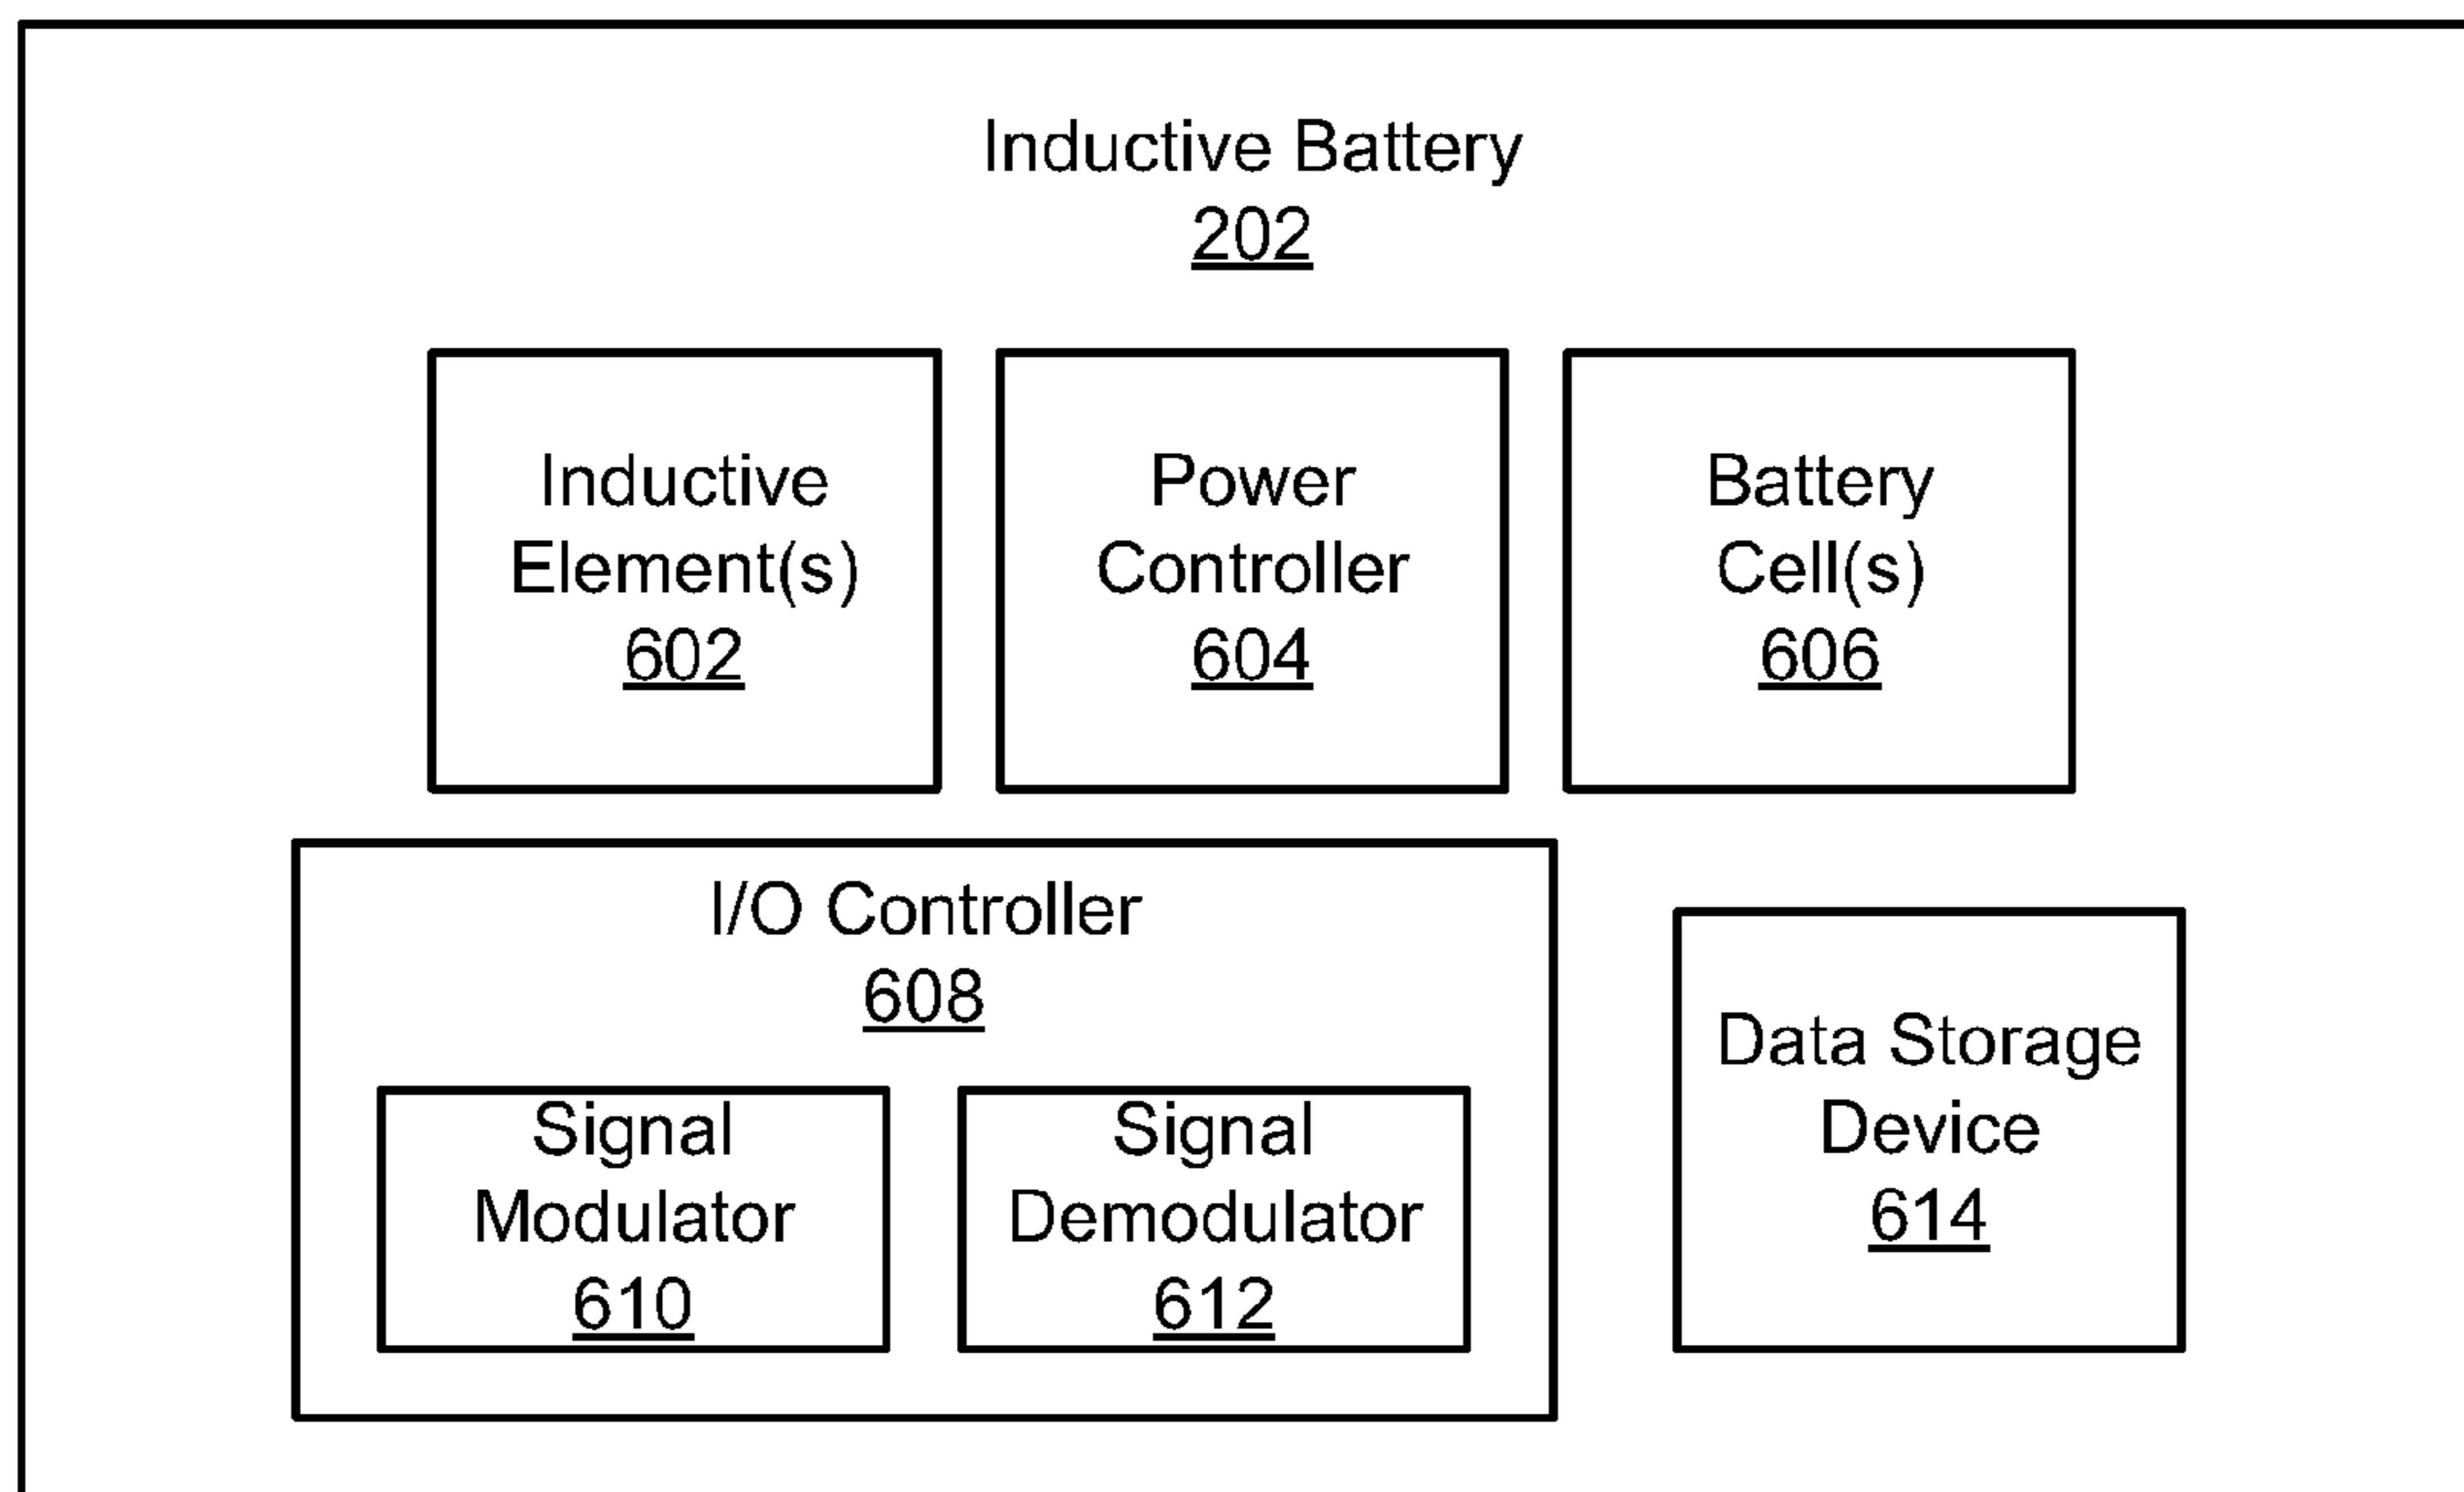 Inductive Battery
202
Inductive
Element(s)
602
Power
Controller
604
Battery
Cell(s)
606
I/O Controller
608
Signal
Modulator
610
Signal
Demodulator
612
Data Storage
Device
614